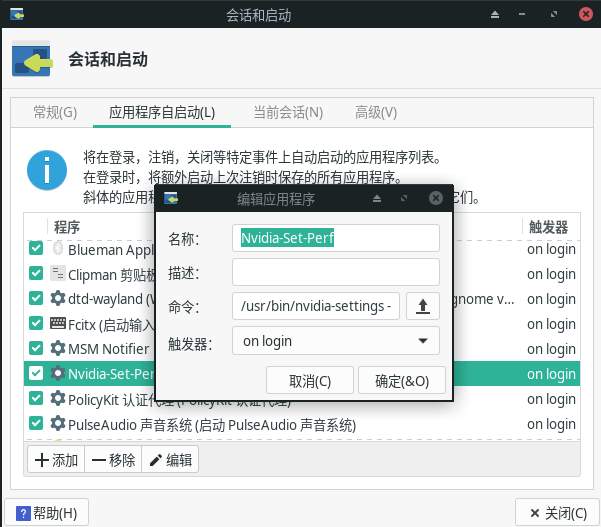 会话和启动
会话和启动
常规(G) 应用程序自启动(L) 当前会话(N) 高级(V)
将在登录，注销，关闭等特定事件上自动启动的应用程序列表。
在登录时，将额外启动上次注销时保存的所有应用程序。
斜体的应用程 它们。
编辑应用程序
名称： Nvidia-Set-Perf
描述：
命令： /usr/bin/nvidia-settings -
触发器： on login
取消(C) 确定(&O)
程序 触发器
Blueman Appl on login
Clipman 剪贴板 on login
dtd-wayland (W gnome v... on login
Fcitx (启动输入 on login
MSM Notifier on login
Nvidia-Set-Per on login
PolicyKit 认证代理 (PolicyKit 认证代理) on login
PulseAudio 声音系统 (启动 PulseAudio 声音系统) on login
添加 移除 编辑
帮助(H) 关闭(C)